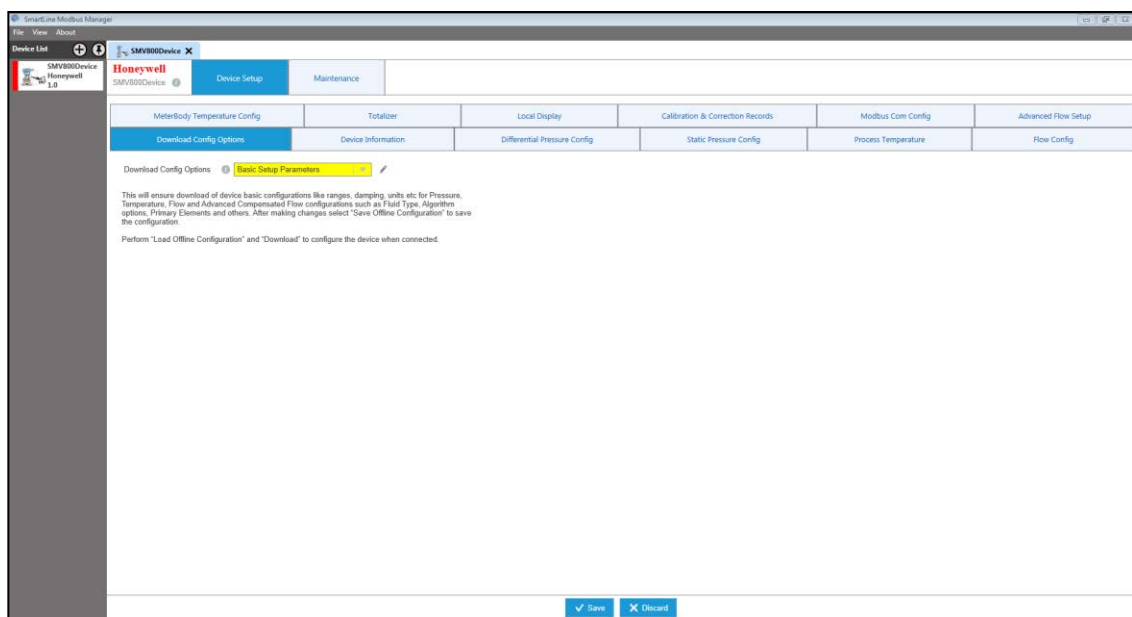 SmartLine Modbus Manager
File View About
Device List
SMV800Device
SMV800Device
Honeywell
1.0
Honeywell
SMV800Device
Device Setup
Maintenance
MeterBody Temperature Config
Totalizer
Local Display
Calibration & Correction Records
Modbus Com Config
Advanced Flow Setup
Download Config Options
Device Information
Differential Pressure Config
Static Pressure Config
Process Temperature
Flow Config
Download Config Options
Basic Setup Parameters
This will ensure download of device basic configurations like ranges, damping, units etc for Pressure,
Temperature, Flow and Advanced Compensated Flow configurations such as Fluid Type, Algorithm
options, Primary Elements and others. After making changes select "Save Offline Configuration" to save
the configuration.
Perform "Load Offline Configuration" and "Download" to configure the device when connected.
Save
Discard